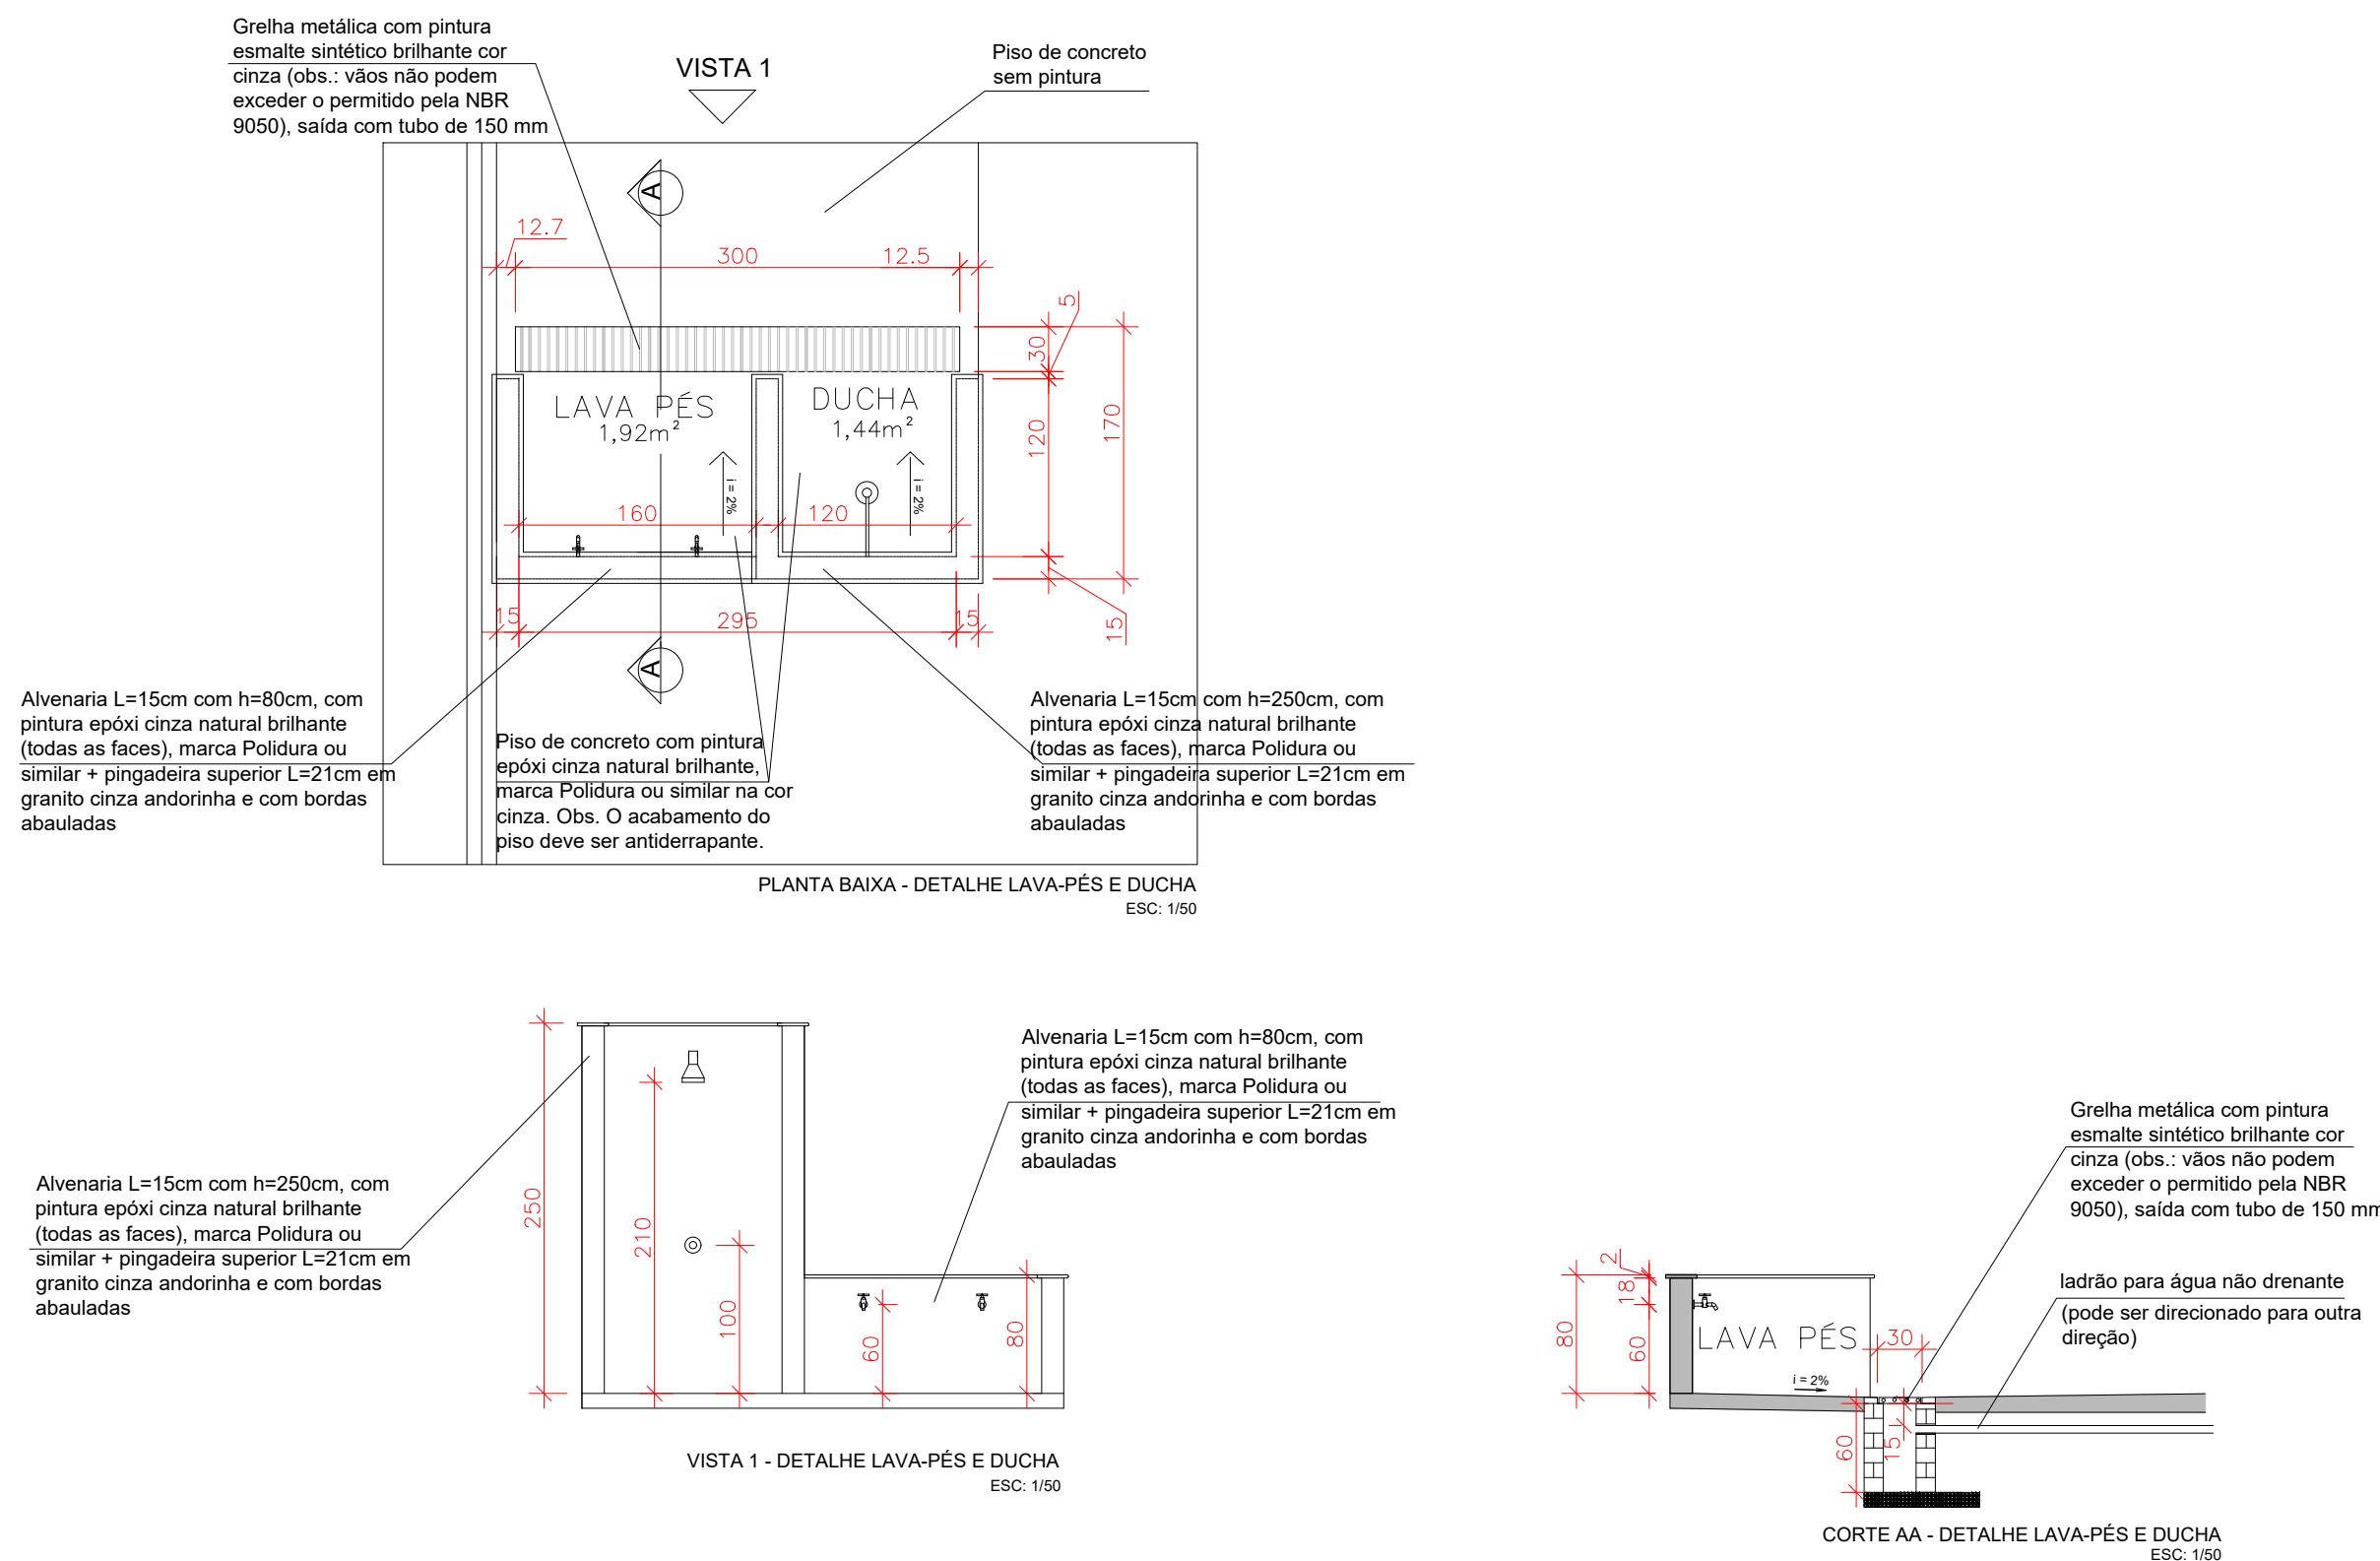 Grelha metálica com pintura
esmalte sintético brilhante cor
cinza (obs.: vãos não podem
exceder o permitido pela NBR
9050), saída com tubo de 150 mm
VISTA 1
Piso de concreto
sem pintura
A
12.7
300
12.5
5
30
LAVA PÉS
1,92m²
DUCHA
1,44m²
120
170
i = 2%
i = 2%
160
120
15
295
15
15
A
Alvenaria L=15cm com h=80cm, com
pintura epóxi cinza natural brilhante
(todas as faces), marca Polidura ou
similar + pingadeira superior L=21cm em
granito cinza andorinha e com bordas
abauladas
Piso de concreto com pintura
epóxi cinza natural brilhante,
marca Polidura ou similar na cor
cinza. Obs. O acabamento do
piso deve ser antiderrapante.
Alvenaria L=15cm com h=250cm, com
pintura epóxi cinza natural brilhante
(todas as faces), marca Polidura ou
similar + pingadeira superior L=21cm em
granito cinza andorinha e com bordas
abauladas
PLANTA BAIXA - DETALHE LAVA-PÉS E DUCHA
ESC: 1/50
Alvenaria L=15cm com h=250cm, com
pintura epóxi cinza natural brilhante
(todas as faces), marca Polidura ou
similar + pingadeira superior L=21cm em
granito cinza andorinha e com bordas
abauladas
250
210
100
60
80
Alvenaria L=15cm com h=80cm, com
pintura epóxi cinza natural brilhante
(todas as faces), marca Polidura ou
similar + pingadeira superior L=21cm em
granito cinza andorinha e com bordas
abauladas
VISTA 1 - DETALHE LAVA-PÉS E DUCHA
ESC: 1/50
Grelha metálica com pintura
esmalte sintético brilhante cor
cinza (obs.: vãos não podem
exceder o permitido pela NBR
9050), saída com tubo de 150 mm
ladrão para água não drenante
(pode ser direcionado para outra
direção)
2
18
80
60
LAVA PÉS
30
i = 2%
60
15
CORTE AA - DETALHE LAVA-PÉS E DUCHA
ESC: 1/50